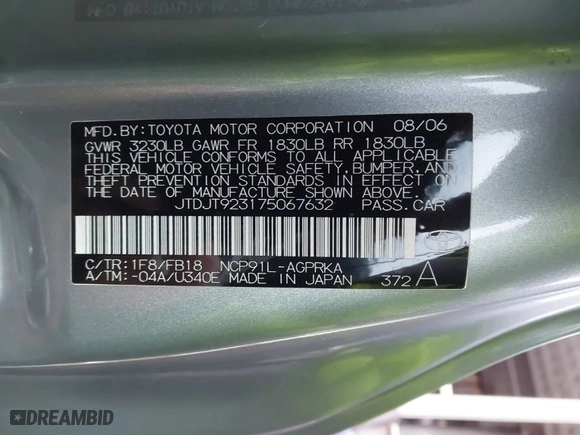 MFD.BY:TOYOTA MOTOR CORPORATION 08/06
GVWR 3230LB GAWR FR 1830LB RR 1830LB
THIS VEHICLE CONFORMS TO ALL APPLICABLE
FEDERAL MOTOR VEHICLE SAFETY,BUMPER,AND
THEFT PREVENTION STANDARDS IN EFFECT ON
THE DATE OF MANUFACTURE SHOWN ABOVE.
JTDJT923175067632 PASS.CAR
C/TR:1F8/FB18 NCP91L-AGPRKA
A/TM:-04A/U340E MADE IN JAPAN 372 A
DREAMBID